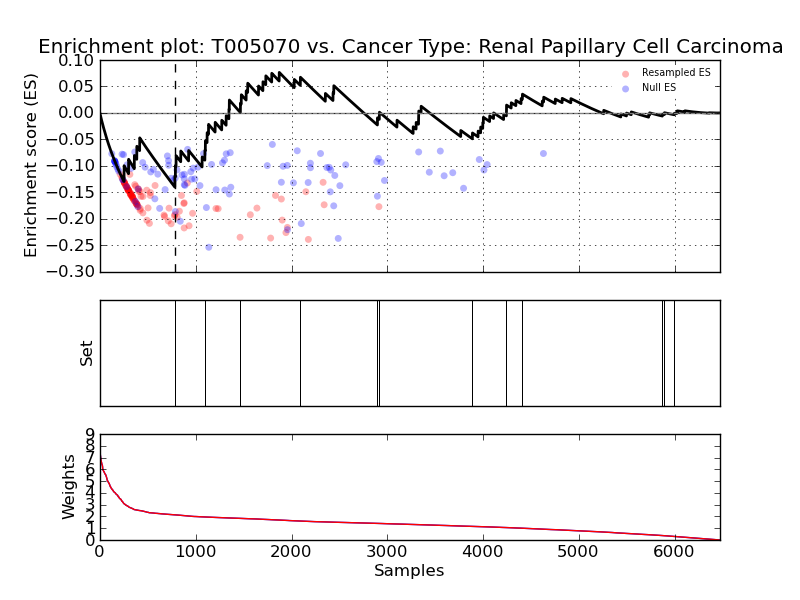 Enrichment plot: T005070 vs. Cancer Type: Renal Papillary Cell Carcinoma
0.10
0.05
0.00
−0.05
−0.10
−0.15
−0.20
−0.25
−0.30
Enrichment score (ES)
Resampled ES
Null ES
Set
9
8
7
6
5
4
3
2
1
0
Weights
0 1000 2000 3000 4000 5000 6000
Samples